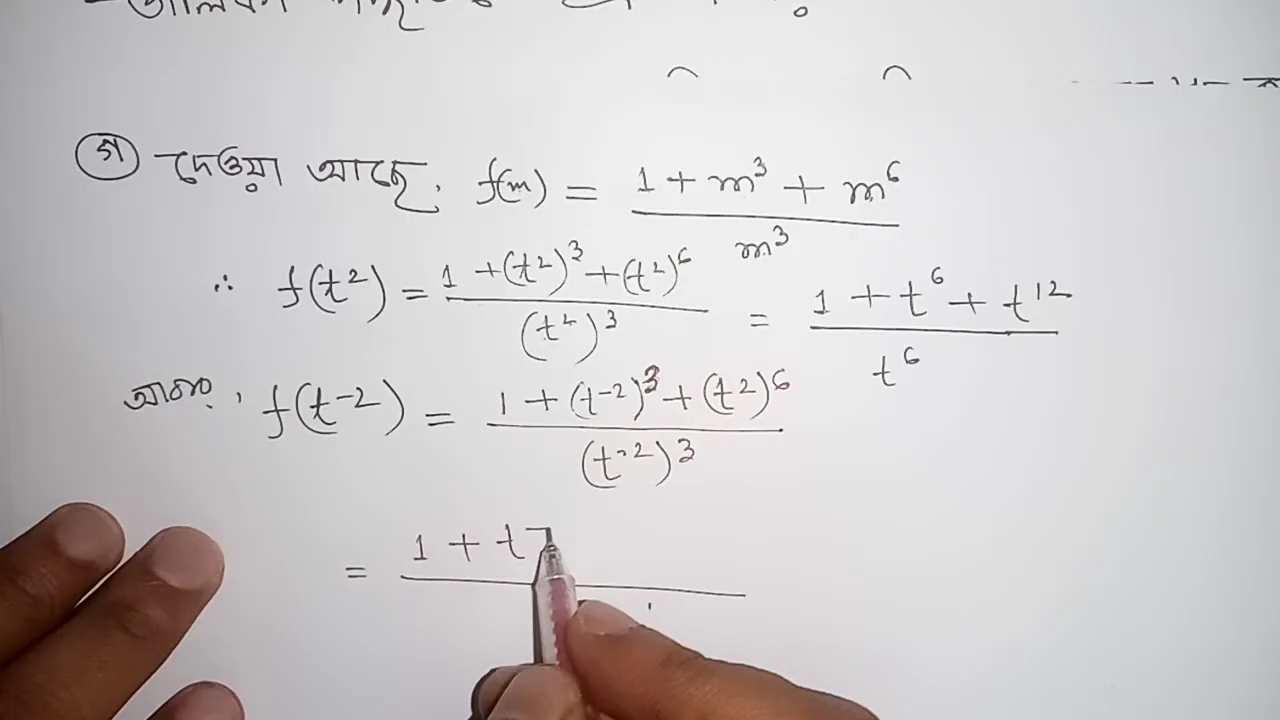 (গ) দেওয়া আছে, f(m) = (1 + m³ + m⁶) / m³
∴ f(t²) = (1 + (t²)³ + (t²)⁶) / (t²)³ = (1 + t⁶ + t¹²) / t⁶
আবার, f(t⁻²) = (1 + (t⁻²)³ + (t²)⁶) / (t⁻²)³
= 1 + t⁻